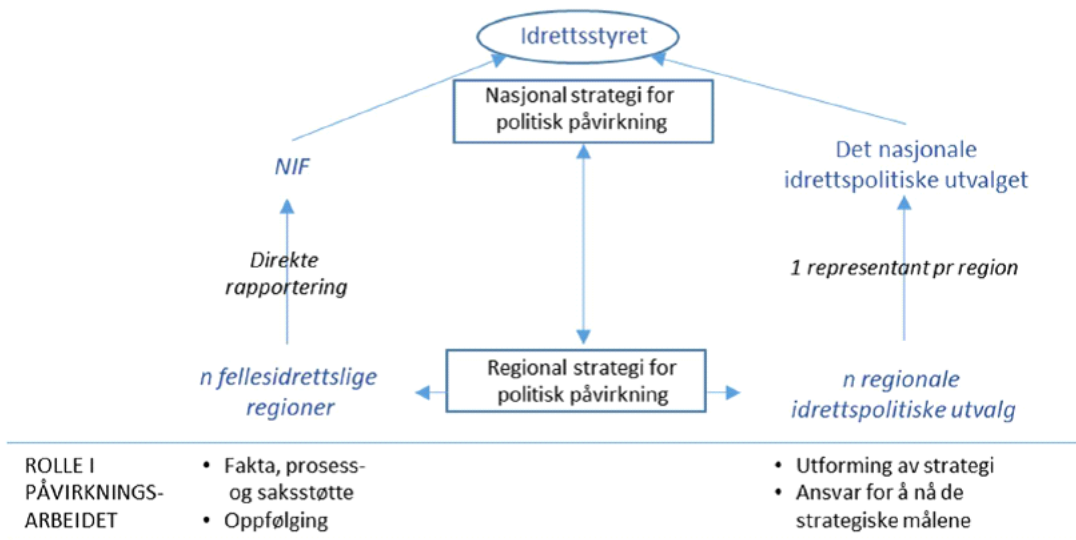 Idrettsstyret
Nasjonal strategi for
politisk påvirkning
NIF
Det nasjonale
idrettspolitiske utvalget
Direkte
rapportering
1 representant pr region
n fellesidrettslige
regioner
Regional strategi for
politisk påvirkning
n regionale
idrettspolitiske utvalg
ROLLE I
PÅVIRKNINGS-
ARBEIDET
• Fakta, prosess-
og saksstøtte
• Oppfølging
• Utforming av strategi
• Ansvar for å nå de
strategiske målene